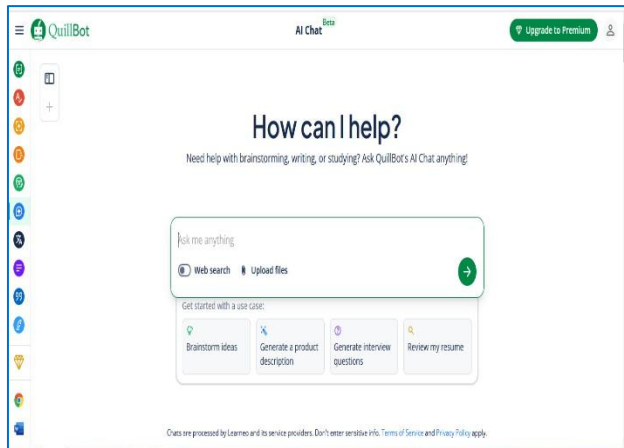 QuillBot
AI Chat Beta
Upgrade to Premium
How can I help?
Need help with brainstorming, writing, or studying? Ask QuillBot's AI Chat anything!
Ask me anything
Web search Upload files
Get started with a use case:
Brainstorm ideas
Generate a product
description
Generate interview
questions
Review my resume
Chats are processed by Learneo and its service providers. Don't enter sensitive info. Terms of Service and Privacy Policy apply.